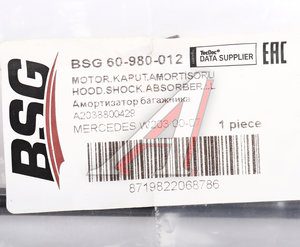 BSG
BSG 60-980-012
TecDoc
DATA SUPPLIER
EAC
MOTOR.KAPUT.AMORTISORU
HOOD.SHOCK.ABSORBER.,.L
Амортизатор багажника
A2038800429
MERCEDES W203 00-07
1 piece
8719822068786